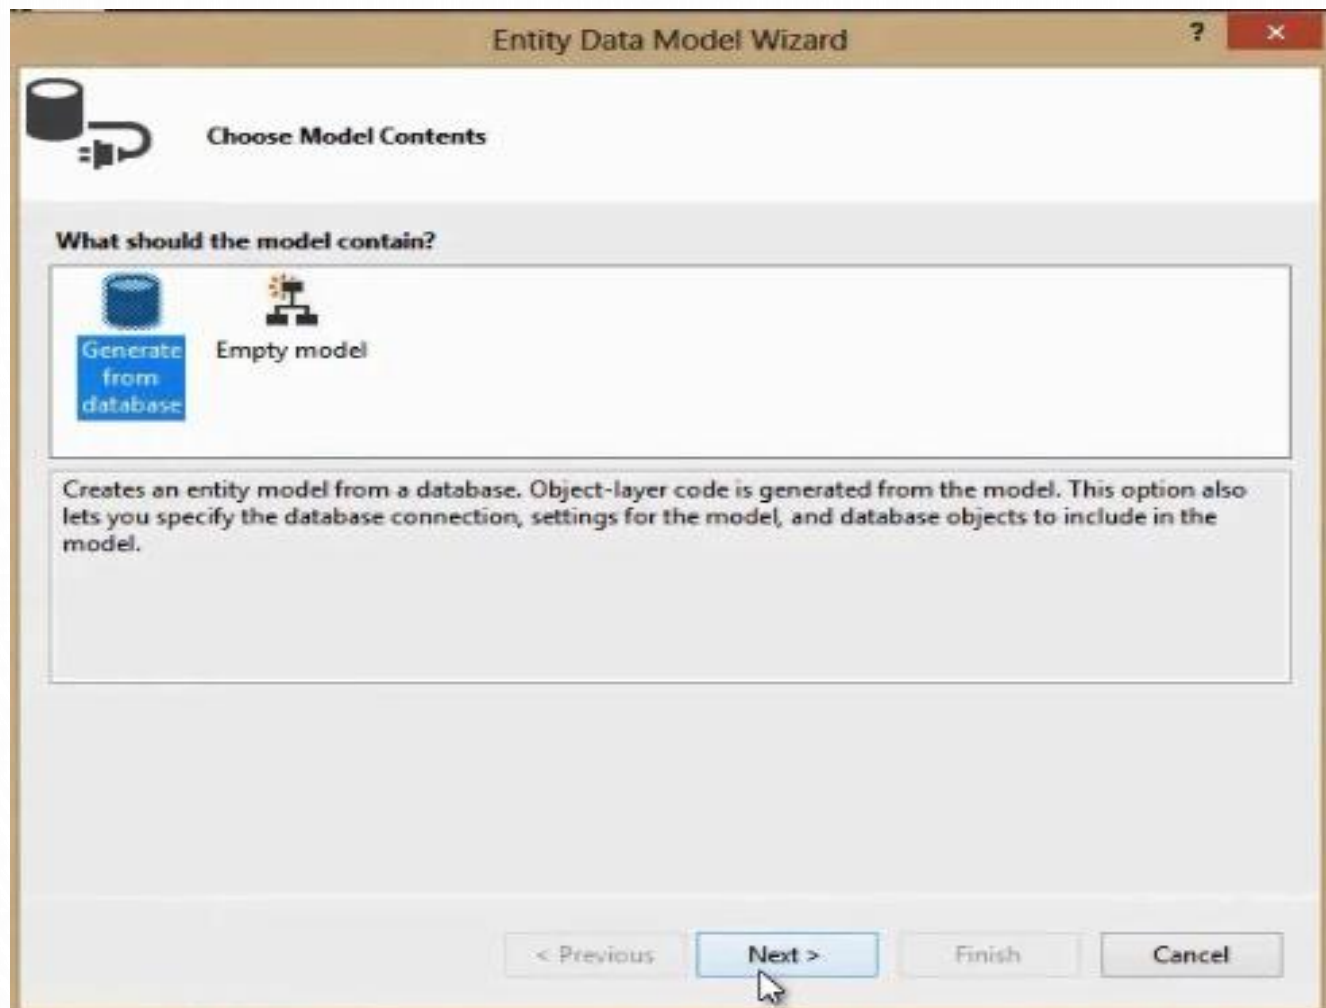 Entity Data Model Wizard
?
Choose Model Contents
What should the model contain?
Generate
from
database
Empty model
Creates an entity model from a database. Object-layer code is generated from the model. This option also
lets you specify the database connection, settings for the model, and database objects to include in the
model.
< Previous
Next >
Finish
Cancel